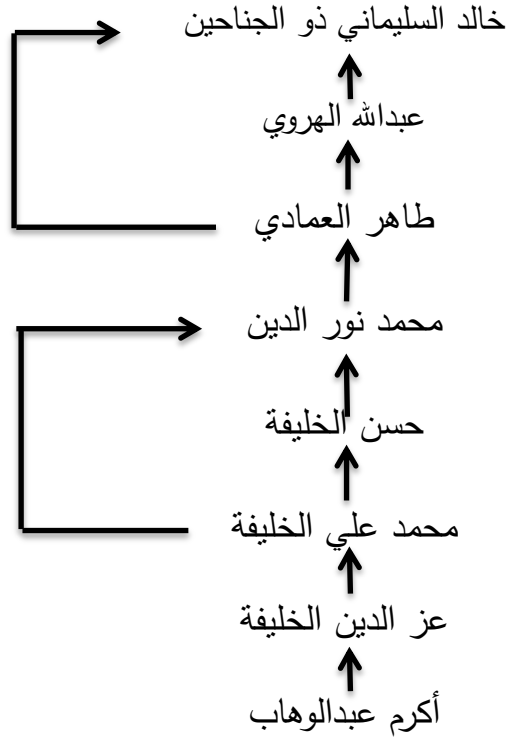 خالد السليماني ذو الجناحين
عبدالله الهروي
طاهر العمادي
محمد نور الدين
حسن الخليفة
محمد علي الخليفة
عز الدين الخليفة
أكرم عبدالوهاب